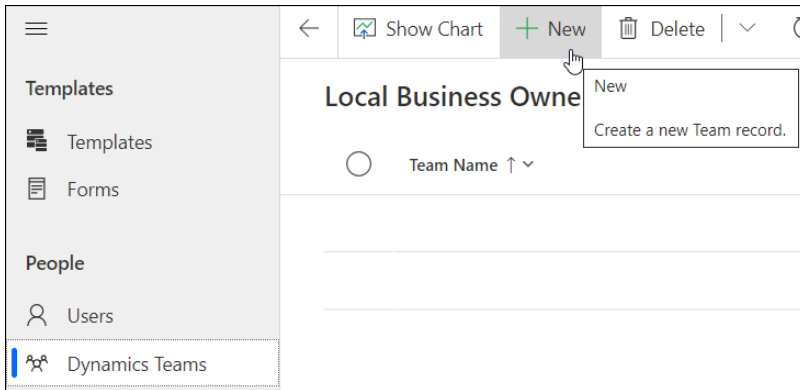 Show Chart
New
Delete
Templates
Templates
Forms
People
Users
Dynamics Teams
Local Business Owne
New
Create a new Team record.
Team Name